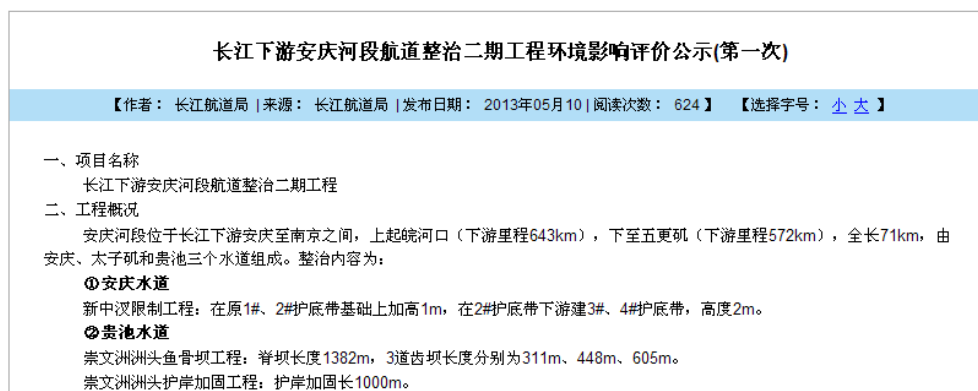 长江下游安庆河段航道整治二期工程环境影响评价公示(第一次)
【作者： 长江航道局 |来源： 长江航道局 |发布日期： 2013年05月10 |阅读次数： 624 】 【选择字号： 小 大 】
一、项目名称
长江下游安庆河段航道整治二期工程
二、工程概况
安庆河段位于长江下游安庆至南京之间，上起皖河口（下游里程643km），下至五更矶（下游里程572km），全长71km，由
安庆、太子矶和贵池三个水道组成。整治内容为：
①安庆水道
新中汊限制工程：在原1#、2#护底带基础上加高1m，在2#护底带下游建3#、4#护底带，高度2m。
②贵池水道
崇文洲洲头鱼骨坝工程：脊坝长度1382m，3道齿坝长度分别为311m、448m、605m。
崇文洲洲头护岸加固工程：护岸加固长1000m。